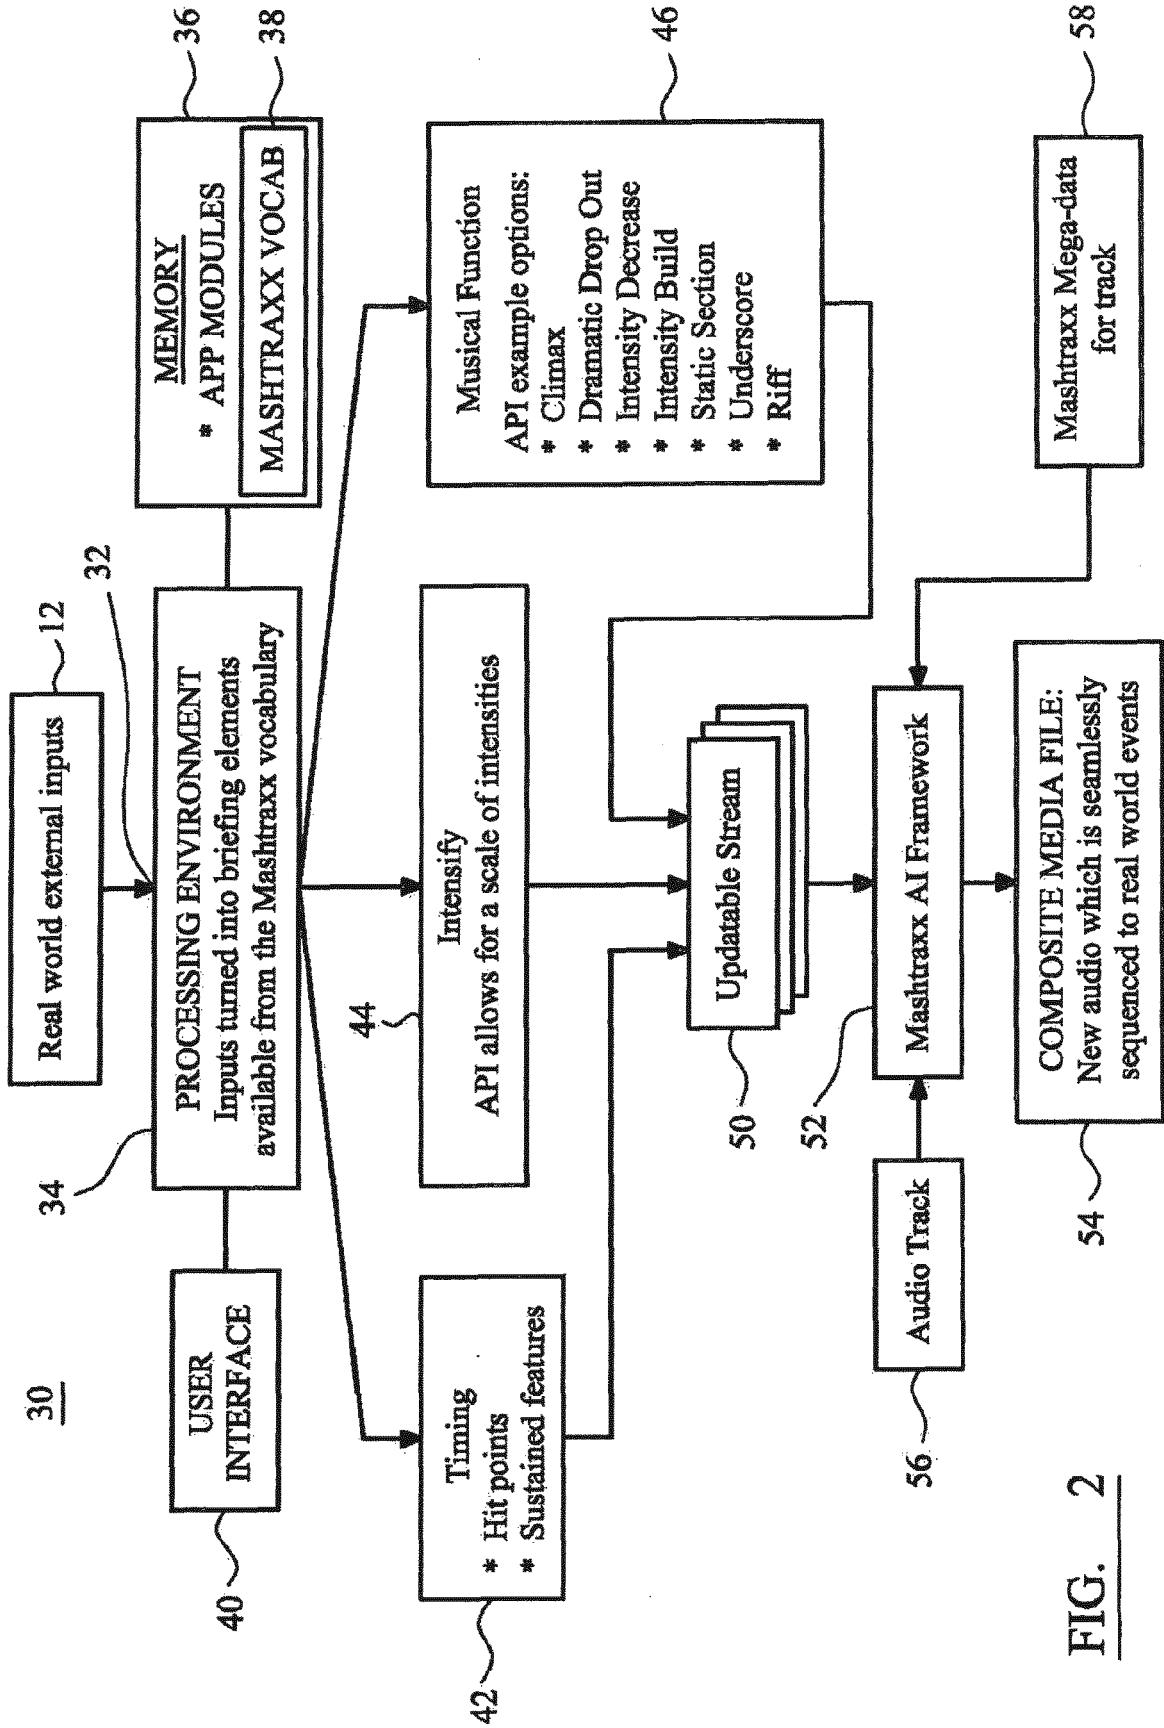 30
Real world external inputs
12
32
34
PROCESSING ENVIRONMENT
Inputs turned into briefing elements
available from the Mashtraxx vocabulary
USER
INTERFACE
40
MEMORY
* APP MODULES
MASHTRAXX VOCAB
36
38
Timing
* Hit points
* Sustained features
42
44
Intensify
API allows for a scale of intensities
Musical Function
API example options:
* Climax
* Dramatic Drop Out
* Intensity Decrease
* Intensity Build
* Static Section
* Underscore
* Riff
46
Updatable Stream
50
52
Audio Track
56
Mashtraxx AI Framework
Mashtraxx Mega-data
for track
58
COMPOSITE MEDIA FILE:
New audio which is seamlessly
sequenced to real world events
54
FIG. 2